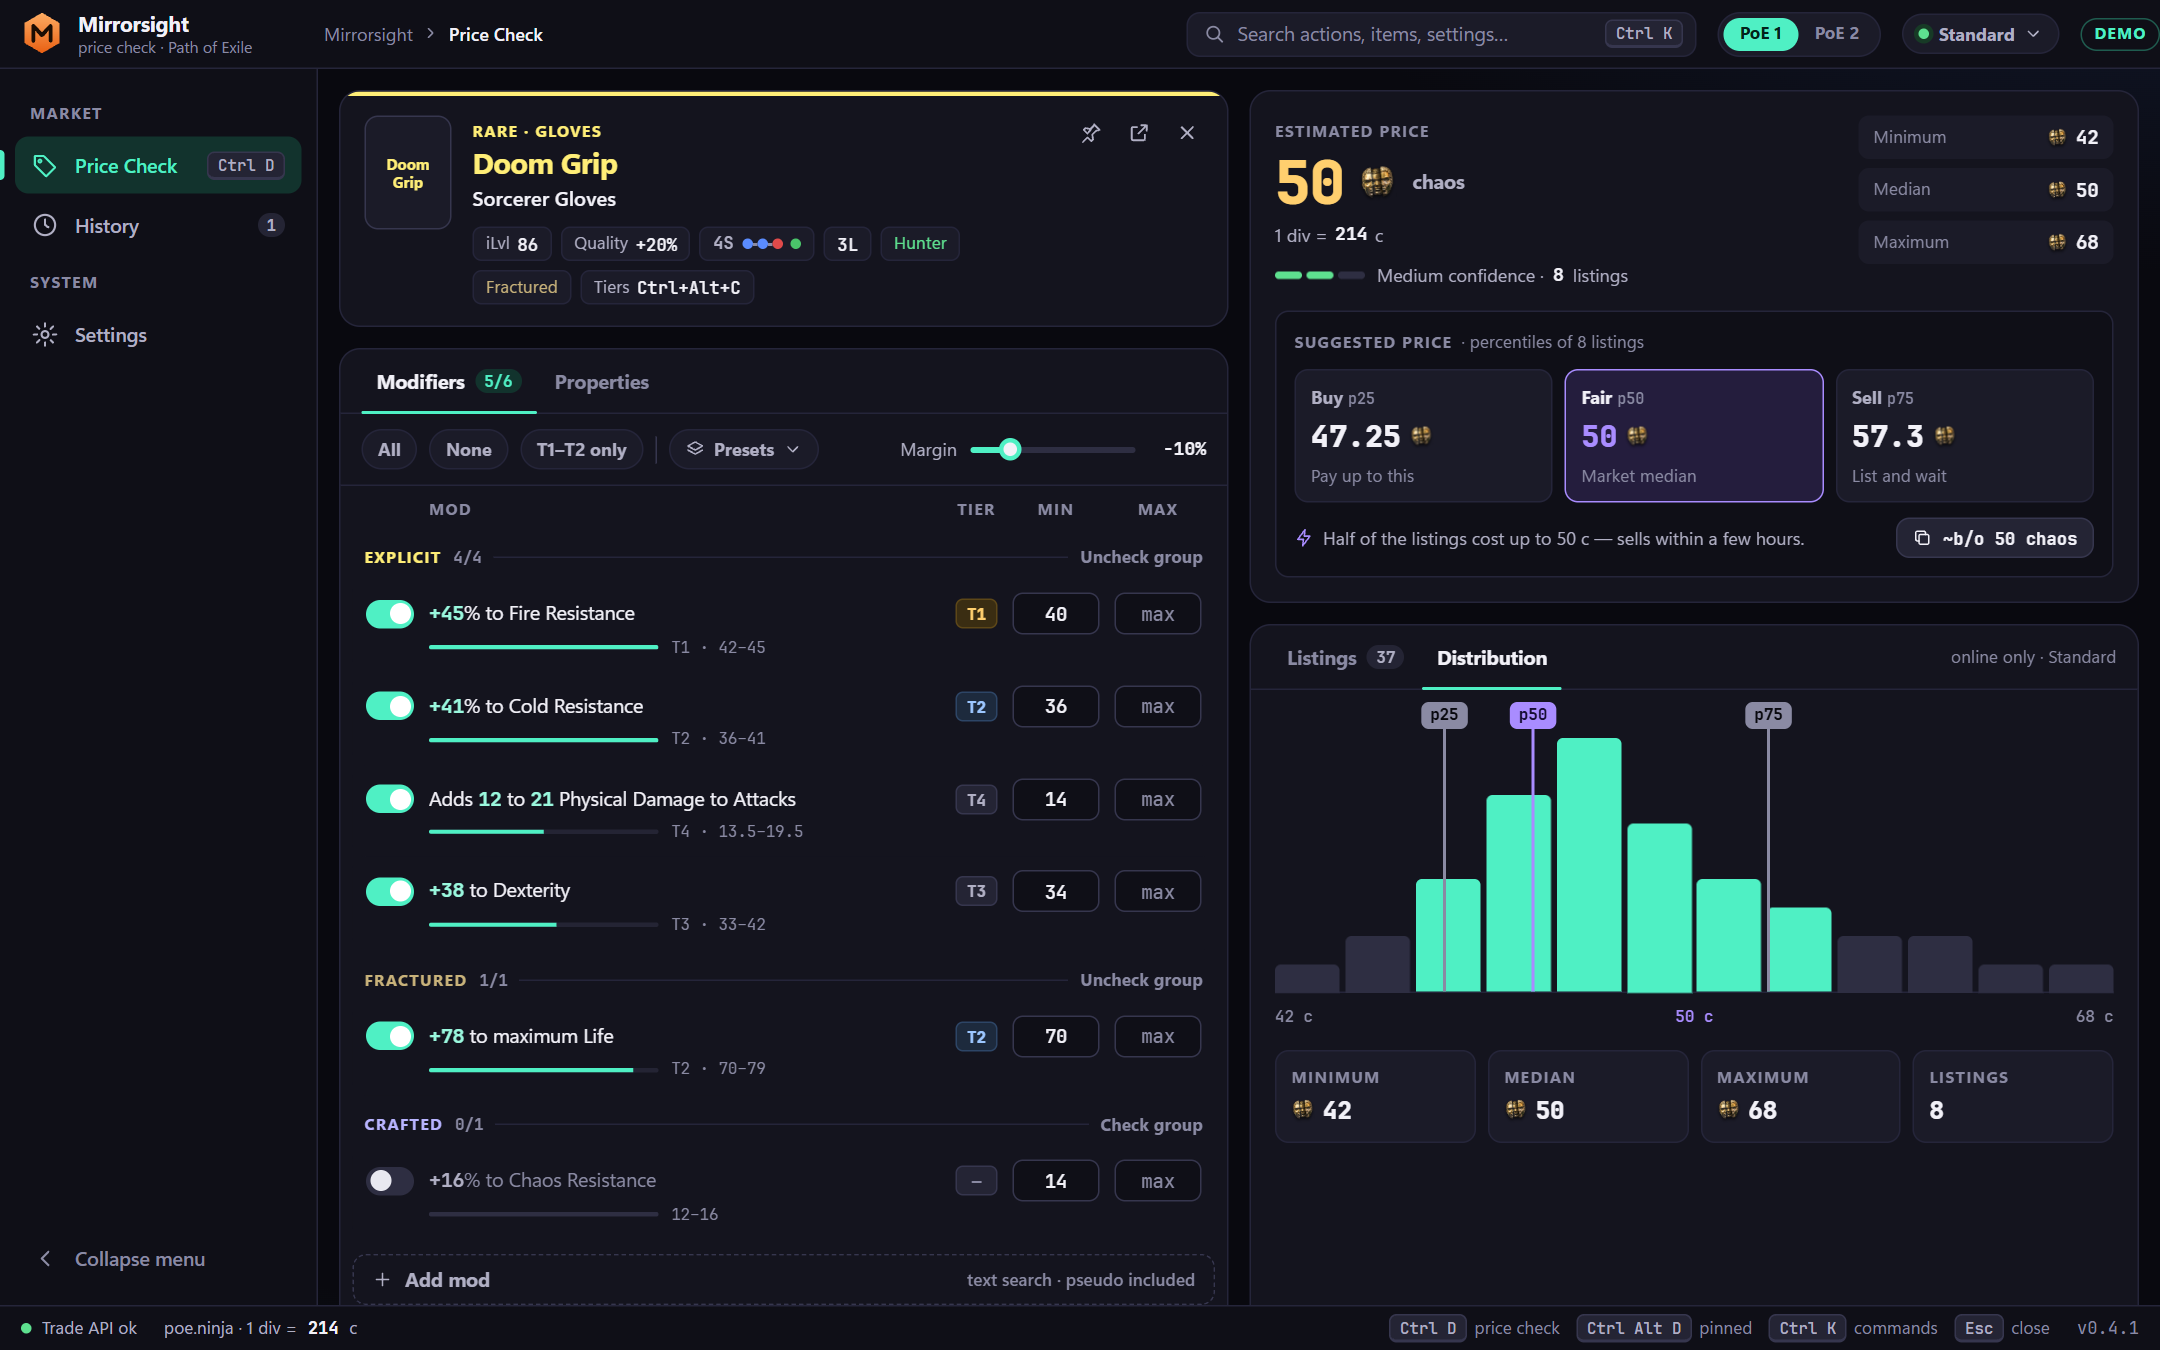 Mirrorsight
price check · Path of Exile
Mirrorsight > Price Check
Search actions, items, settings... Ctrl K
PoE 1 PoE 2
Standard
DEMO
MARKET
Price Check Ctrl D
History 1
SYSTEM
Settings
Collapse menu
Doom
Grip
RARE · GLOVES
Doom Grip
Sorcerer Gloves
iLvl 86 Quality +20% 4S 3L Hunter
Fractured Tiers Ctrl+Alt+C
Modifiers 5/6 Properties
All None T1–T2 only Presets Margin -10%
MOD TIER MIN MAX
EXPLICIT 4/4 Uncheck group
+45% to Fire Resistance T1 40 max
T1 · 42–45
+41% to Cold Resistance T2 36 max
T2 · 36–41
Adds 12 to 21 Physical Damage to Attacks T4 14 max
T4 · 13.5–19.5
+38 to Dexterity T3 34 max
T3 · 33–42
FRACTURED 1/1 Uncheck group
+78 to maximum Life T2 70 max
T2 · 70–79
CRAFTED 0/1 Check group
+16% to Chaos Resistance – 14 max
12–16
+ Add mod text search · pseudo included
ESTIMATED PRICE
50 chaos
1 div = 214 c
Medium confidence · 8 listings
Minimum 42
Median 50
Maximum 68
SUGGESTED PRICE · percentiles of 8 listings
Buy p25
47.25
Pay up to this
Fair p50
50
Market median
Sell p75
57.3
List and wait
Half of the listings cost up to 50 c — sells within a few hours.
~b/o 50 chaos
Listings 37 Distribution online only · Standard
p25 p50 p75
42 c 50 c 68 c
MINIMUM
42
MEDIAN
50
MAXIMUM
68
LISTINGS
8
Trade API ok poe.ninja · 1 div = 214 c
Ctrl D price check Ctrl Alt D pinned Ctrl K commands Esc close v0.4.1